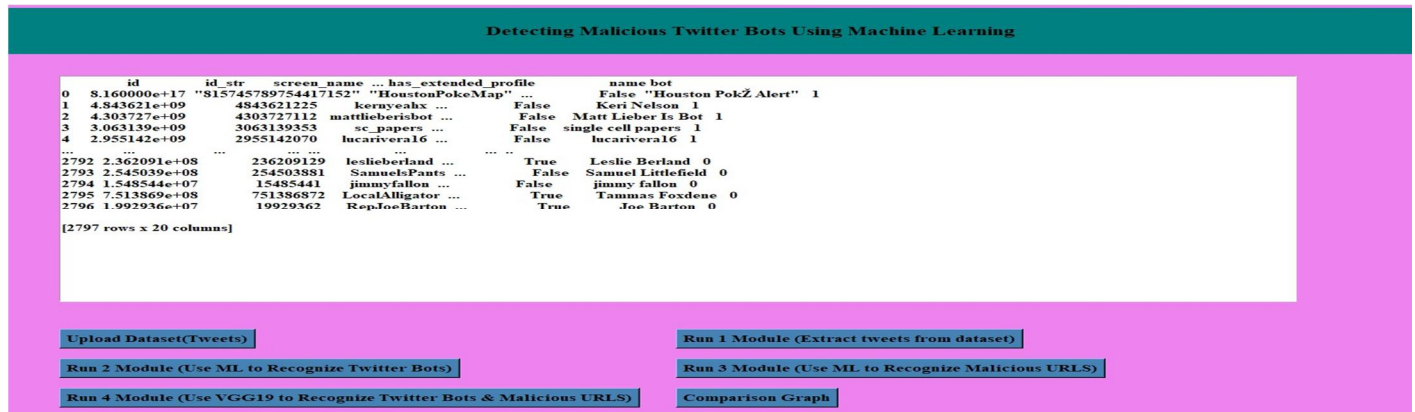 Detecting Malicious Twitter Bots Using Machine Learning
id id_str screen_name ... has_extended_profile name bot
0 8.160000e+17 "815745789754417152" "HoustonPokeMap" ... False "Houston PokŽ Alert" 1
1 4.843621e+09 4843621225 kernyeahx ... False Keri Nelson 1
2 4.303727e+09 4303727112 mattlieberisbot ... False Matt Lieber Is Bot 1
3 3.063139e+09 3063139353 sc_papers ... False single cell papers 1
4 2.955142e+09 2955142070 lucarivera16 ... False lucarivera16 1
... ... ... ... ... ... ... ..
2792 2.362091e+08 236209129 leslieberland ... True Leslie Berland 0
2793 2.545039e+08 254503881 SamuelsPants ... False Samuel Littlefield 0
2794 1.548544e+07 15485441 jimmyfallon ... False jimmy fallon 0
2795 7.513869e+08 751386872 LocalAlligator ... True Tammas Foxdene 0
2796 1.992936e+07 19929362 RepJoeBarton ... True Joe Barton 0
[2797 rows x 20 columns]
Upload Dataset(Tweets)
Run 1 Module (Extract tweets from dataset)
Run 2 Module (Use ML to Recognize Twitter Bots)
Run 3 Module (Use ML to Recognize Malicious URLS)
Run 4 Module (Use VGG19 to Recognize Twitter Bots & Malicious URLS)
Comparison Graph